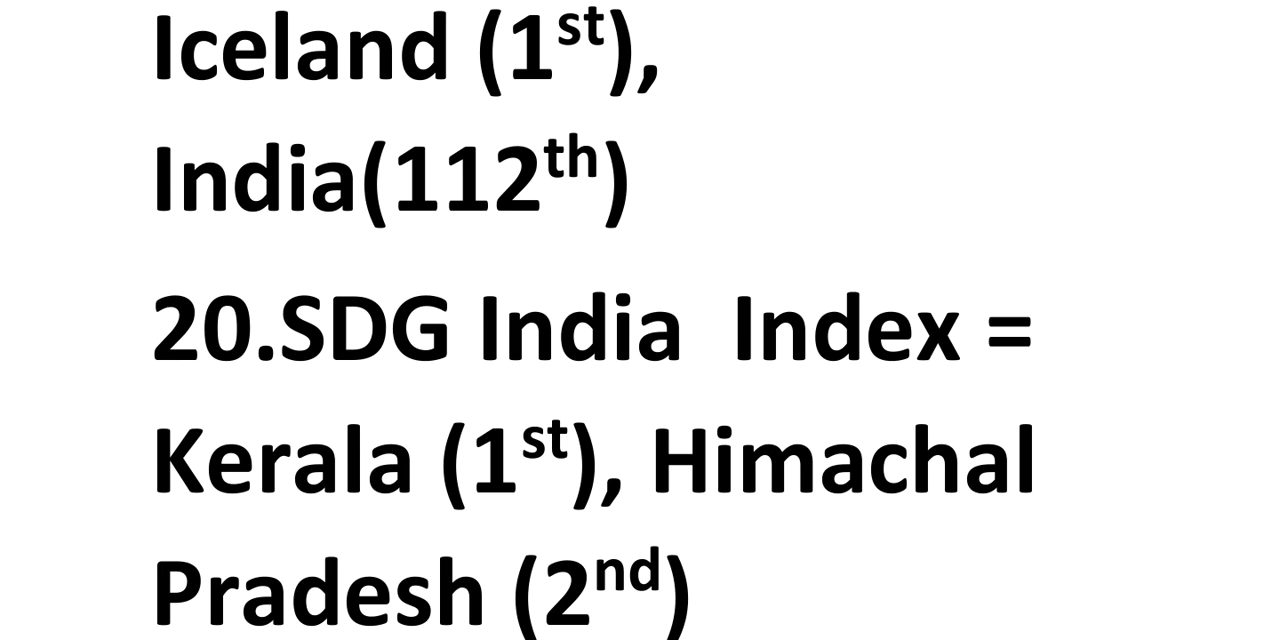 Iceland (1st),
India(112th)
20.SDG India  Index =
Kerala (1st), Himachal
Pradesh (2nd)